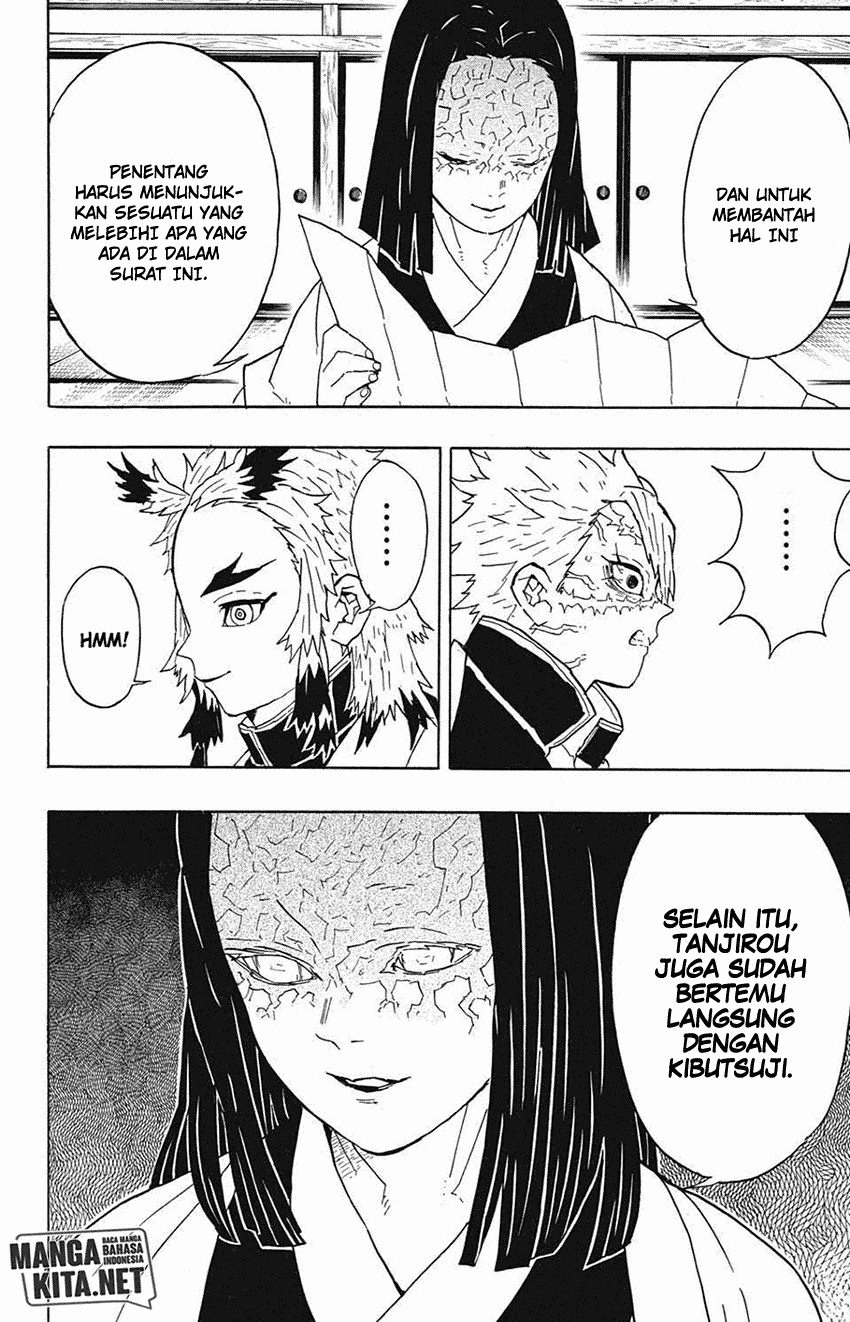 DAN UNTUK
MEMBANTAH
HAL INI
PENENTANG
HARUS MENUNJUK-
KAN SESUATU YANG
MELEBIHI APA YANG
ADA DI DALAM
SURAT INI.
......
......
HMM!
SELAIN ITU,
TANJIROU
JUGA SUDAH
BERTEMU
LANGSUNG
DENGAN
KIBUTSUJI.
MANGA
BACA MANGA
BAHASA
INDONESIA
KITA.NET